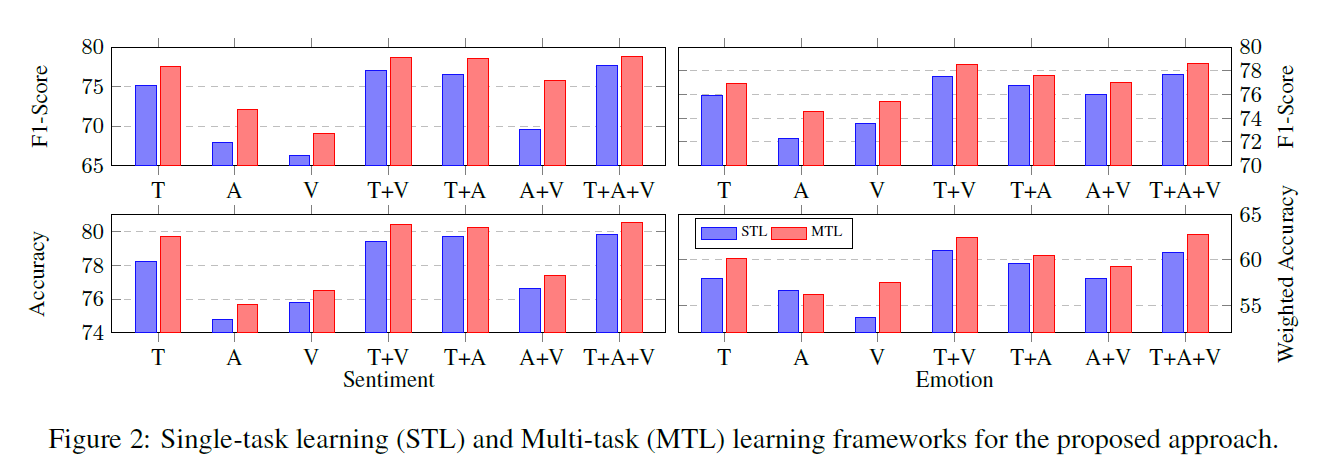 80
75
70
65
F1-Score
T A V T+V T+A A+V T+A+V
80
78
76
74
72
70
F1-Score
T A V T+V T+A A+V T+A+V
80
78
76
74
Accuracy
T A V T+V T+A A+V T+A+V
Sentiment
STL MTL
65
60
55
Weighted Accuracy
T A V T+V T+A A+V T+A+V
Emotion
Figure 2: Single-task learning (STL) and Multi-task (MTL) learning frameworks for the proposed approach.